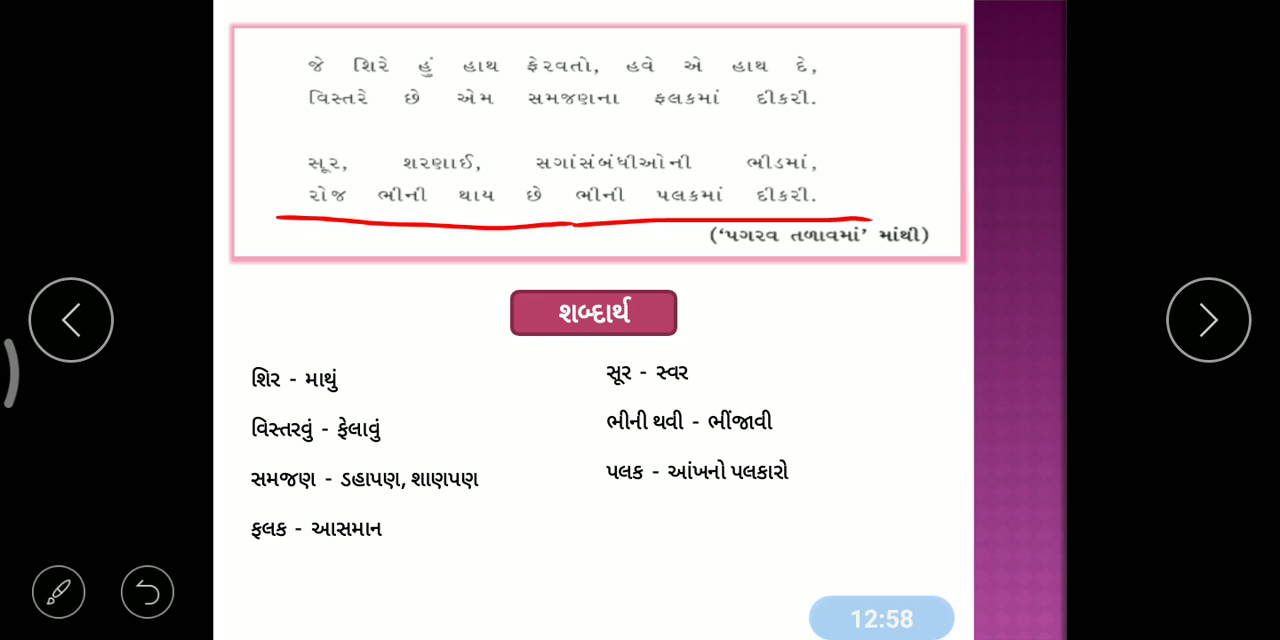 જે શિરે હું હાથ ફેરવતો, હવે એ હાથ દે,
વિસ્તરે છે એમ સમજણના ફલકમાં દીકરી.
સૂર, શરણાઈ, સગાંસંબંધીઓની ભીડમાં,
રોજ ભીની થાય છે ભીની પલકમાં દીકરી.
(‘પગરવ તળાવમાં’ માંથી)
શબ્દાર્થ
શિર - માથું
વિસ્તરવું - ફેલાવું
સમજણ - ડહાપણ, શાણપણ
ફલક - આસમાન
સૂર - સ્વર
ભીની થવી - ભીંજાવી
પલક - આંખનો પલકારો
12:58